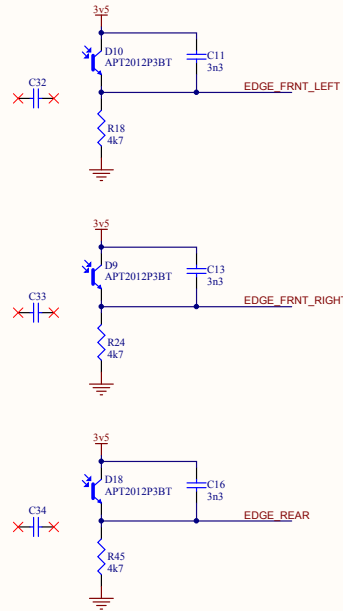 3v5
D10
APT2012P3BT
C11
3n3
C32
EDGE_FRNT_LEFT
R18
4k7
3v5
D9
APT2012P3BT
C13
3n3
C33
EDGE_FRNT_RIGHT
R24
4k7
3v5
D18
APT2012P3BT
C16
3n3
C34
EDGE_REAR
R45
4k7